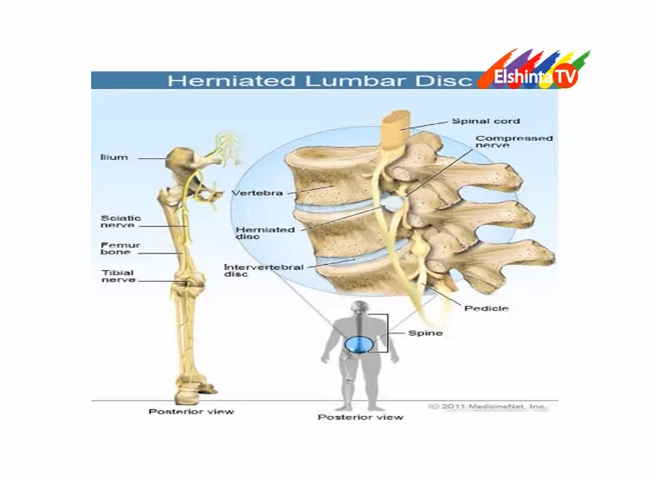 Herniated Lumbar Disc
Elshinta TV
Spinal cord
Compressed
nerve
Ilium
Vertebra
Sciatic
nerve
Herniated
disc
Femur
bone
Intervertebral
disc
Tibial
nerve
Pedicle
Spine
Posterior view
Posterior view
© 2011 MedicineNet, Inc.